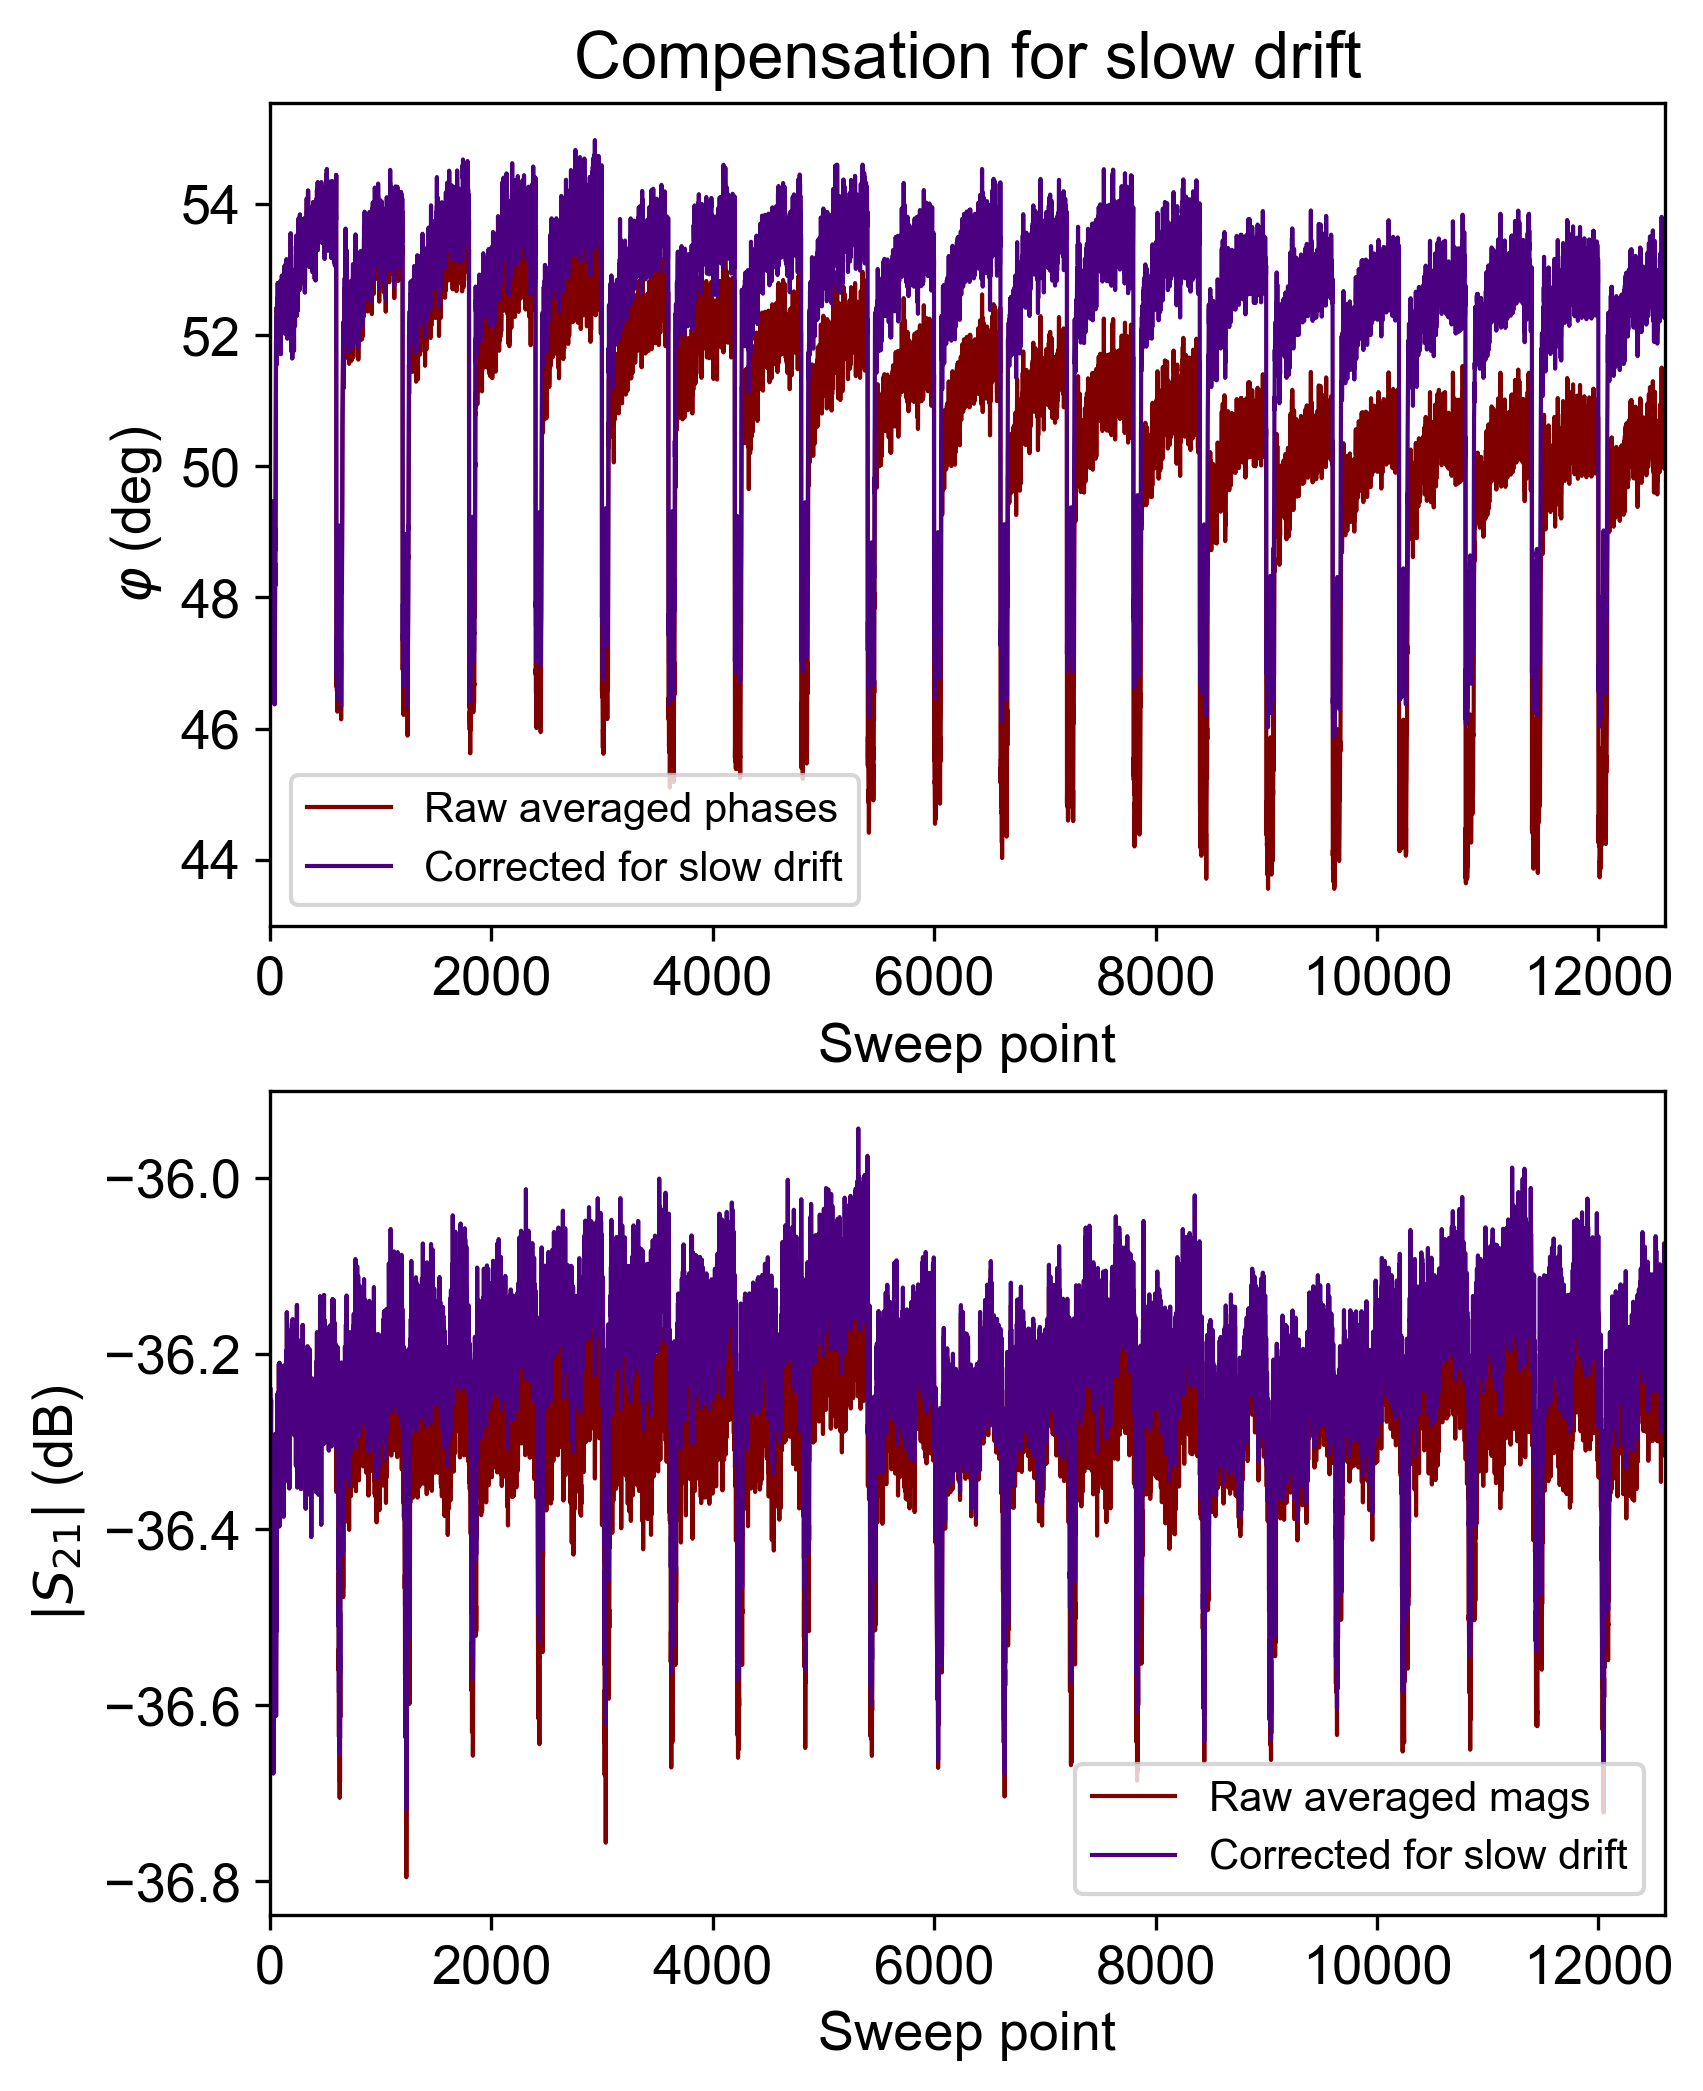 Compensation for slow drift
54
52
50
48
46
44
φ (deg)
Raw averaged phases
Corrected for slow drift
0 2000 4000 6000 8000 10000 12000
Sweep point
−36.0
−36.2
−36.4
−36.6
−36.8
|S₂₁| (dB)
Raw averaged mags
Corrected for slow drift
0 2000 4000 6000 8000 10000 12000
Sweep point